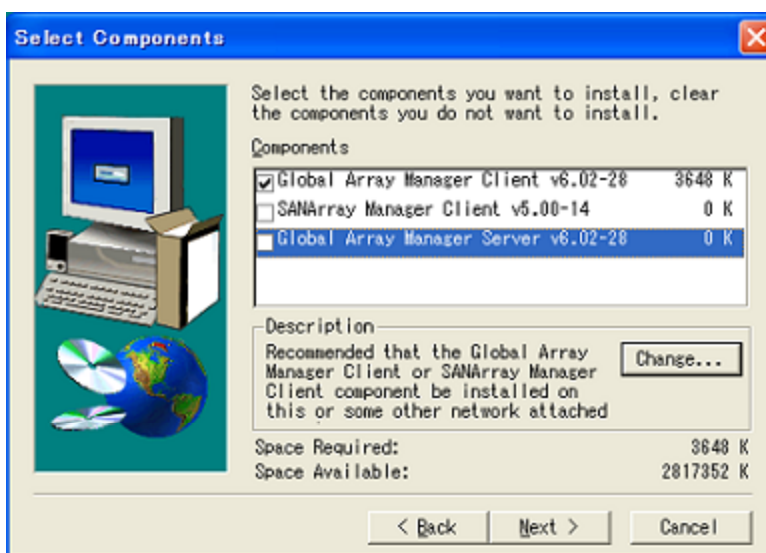 Select Components
Select the components you want to install, clear
the components you do not want to install.
Components
Global Array Manager Client v6.02-28 3648 K
SANArray Manager Client v5.00-14 0 K
Global Array Manager Server v6.02-28 0 K
Description
Recommended that the Global Array
Manager Client or SANArray Manager
Client component be installed on
this or some other network attached
Change...
Space Required: 3648 K
Space Available: 2817352 K
< Back
Next >
Cancel